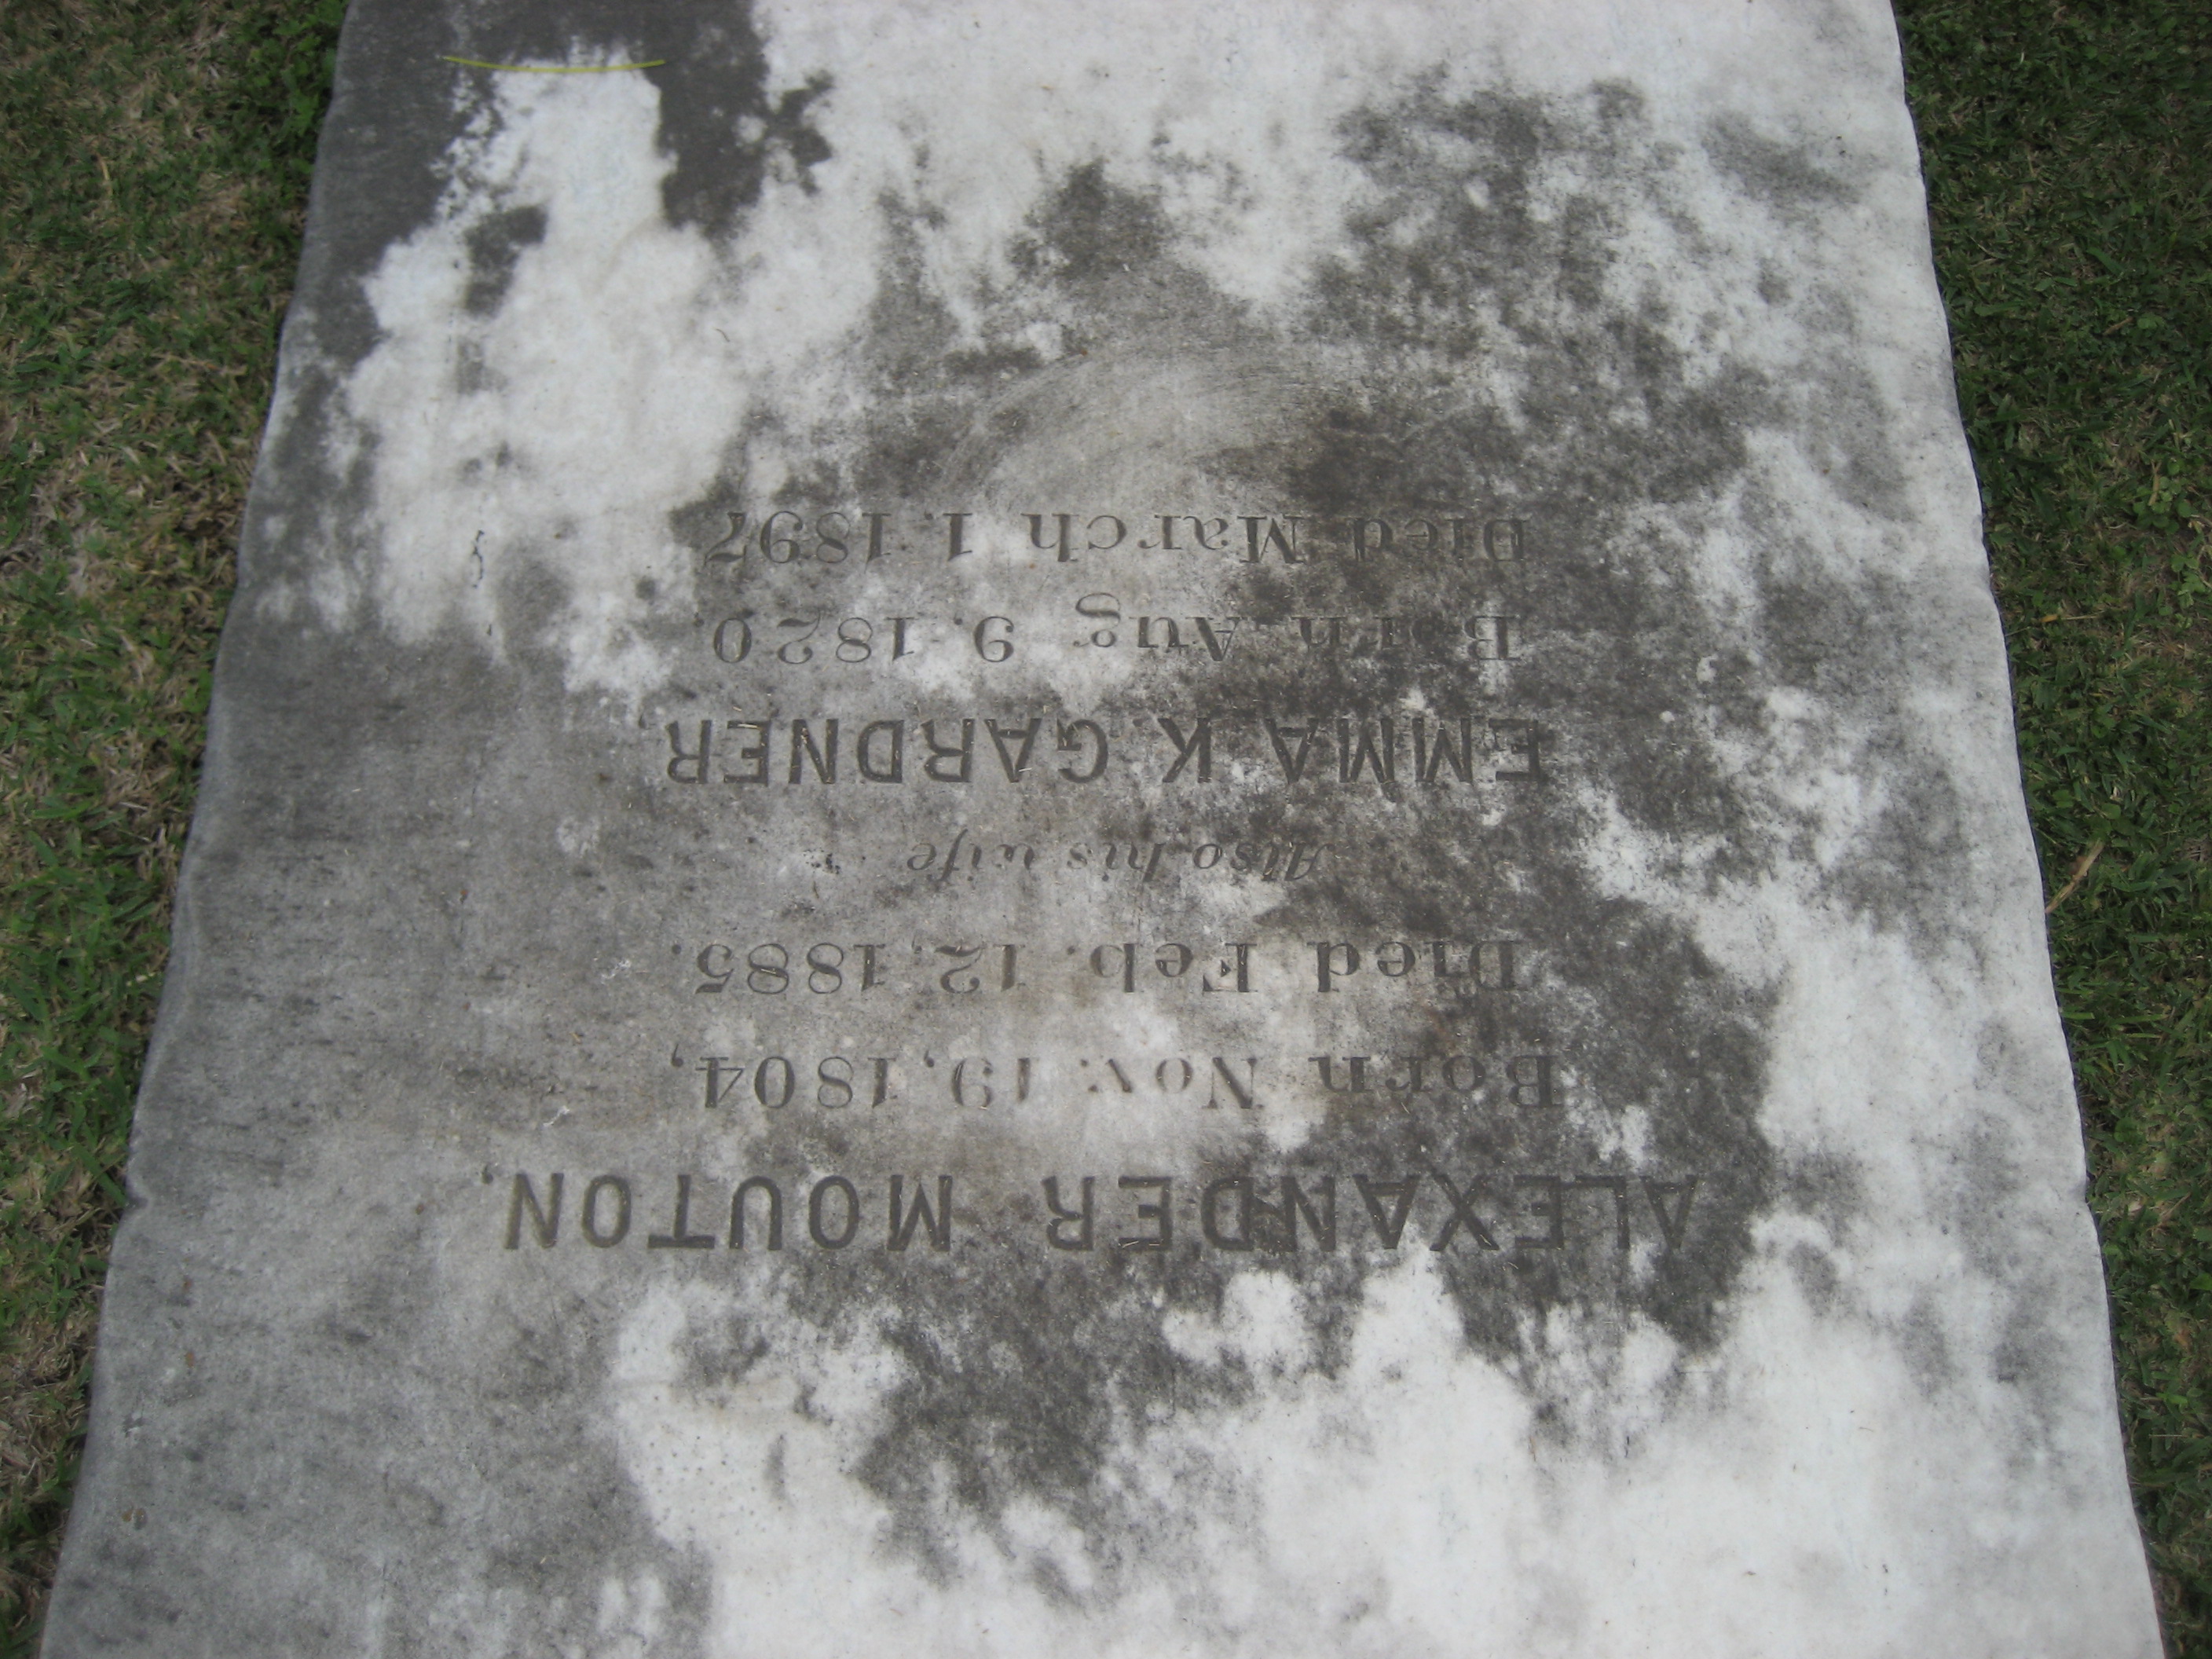 ALEXANDER MOUTON.
Born Nov. 19, 1804,
Died Feb. 12, 1885.
Also his wife
EMMA K. GARDNER.
Born Aug 9. 1820.
Died March 1. 1897